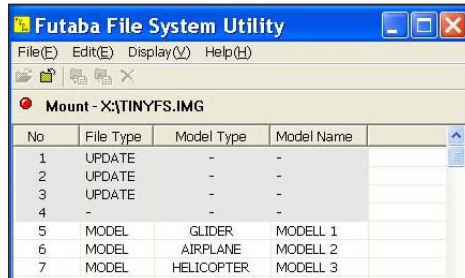 Futaba File System Utility
File(F) Edit(E) Display(V) Help(H)
Mount - X:\TINYFS.IMG
No File Type Model Type Model Name
1 UPDATE - -
2 UPDATE - -
3 UPDATE - -
4 - - -
5 MODEL GLIDER MODELL 1
6 MODEL AIRPLANE MODELL 2
7 MODEL HELICOPTER MODELL 3